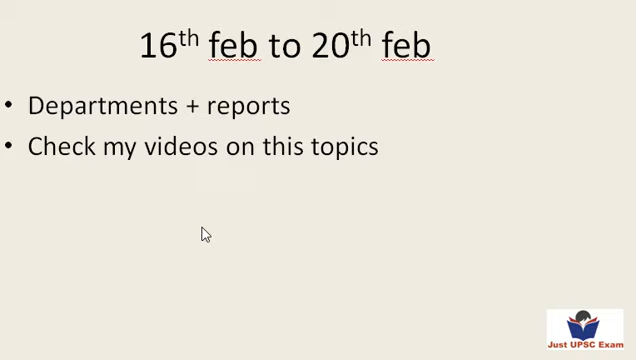 16th feb to 20th feb
• Departments + reports
• Check my videos on this topics
Just UPSC Exam